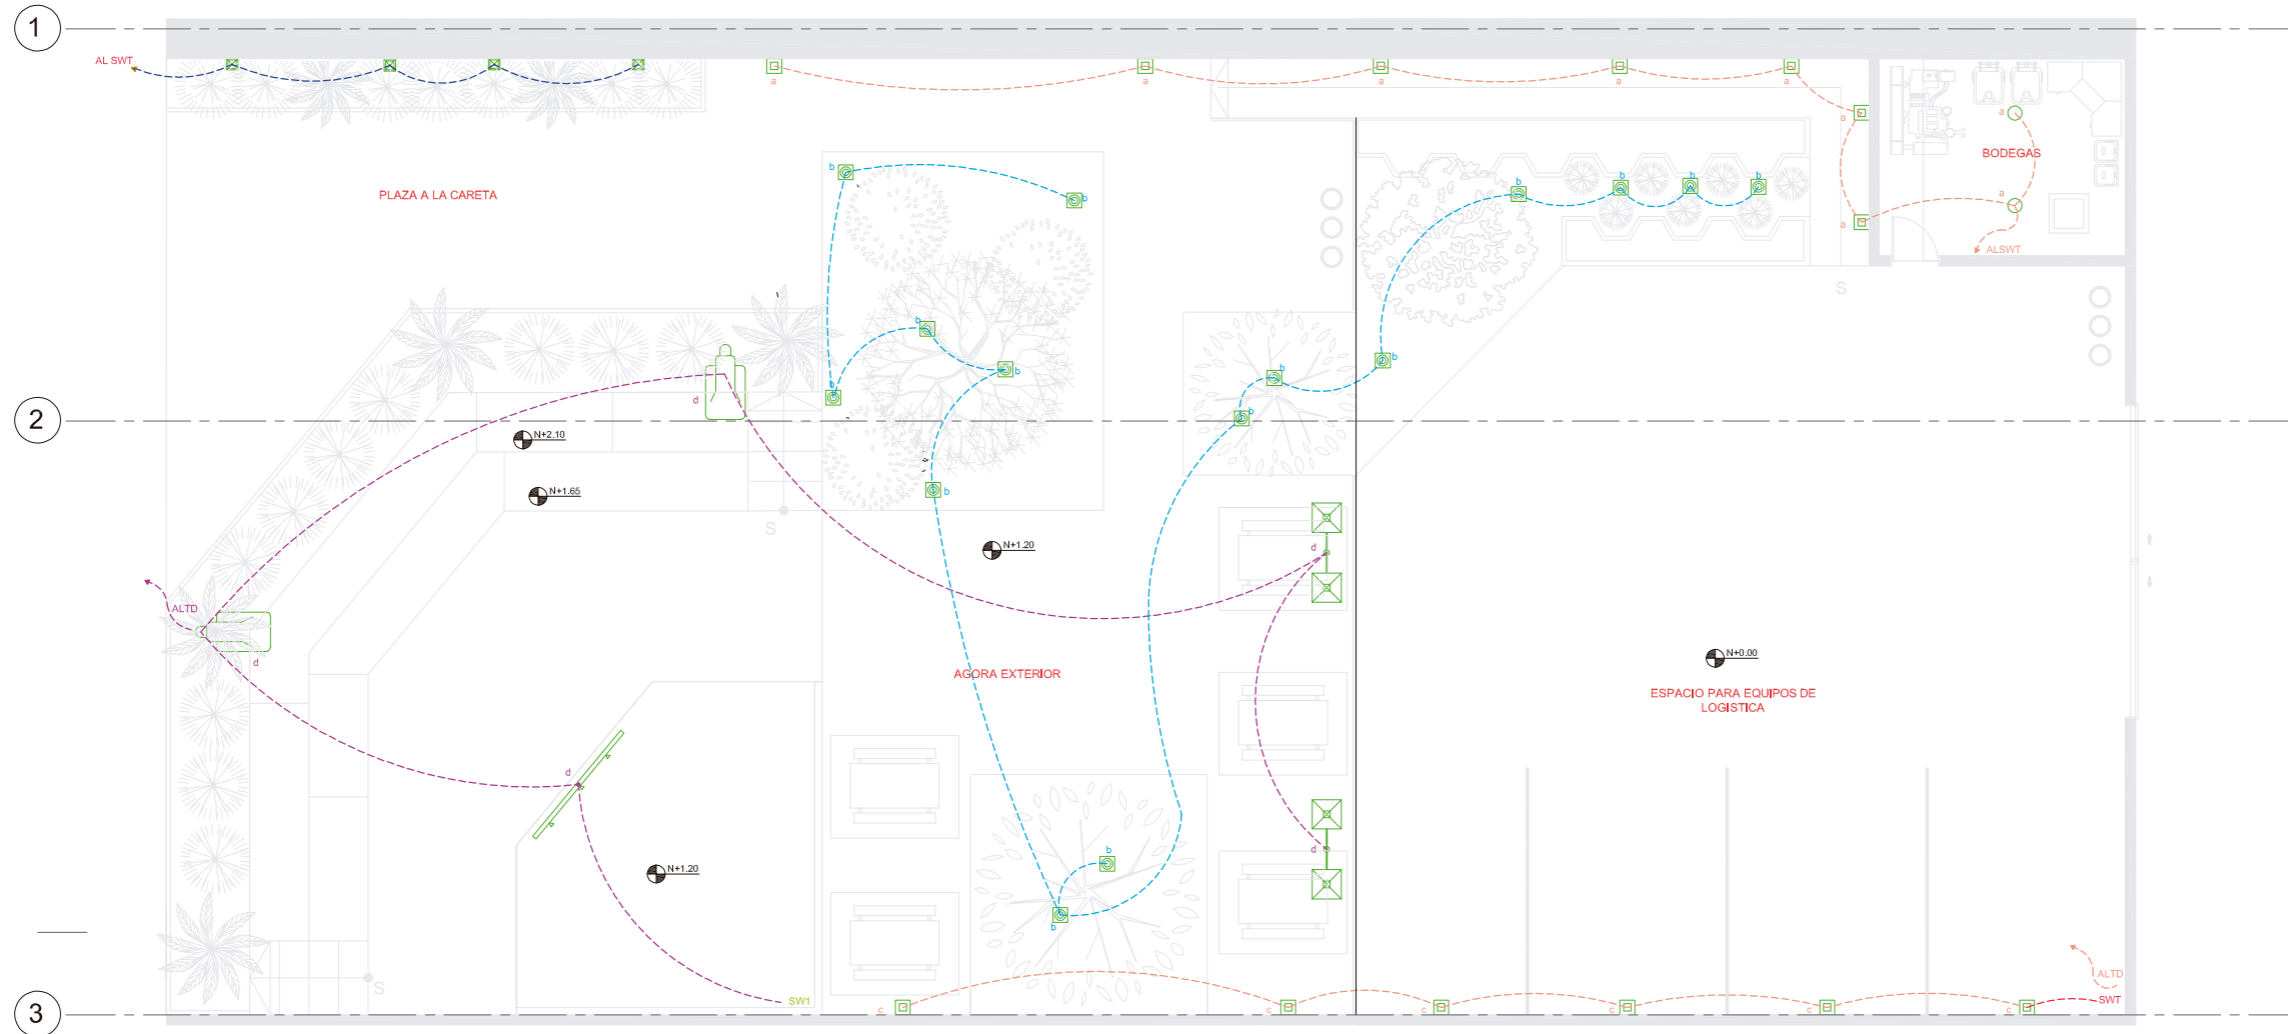 1
AL SWT
a
a
a
a
a
a
a
BODEGAS
PLAZA A LA CARETA
b
b
b
b
b
b
a
a
ALSWT
S
b
b
b
b
b
b
d
2
b
N+2.10
N+1.65
b
S
N+1.20
d
ALTD
d
N+0.00
AGORA EXTERIOR
ESPACIO PARA EQUIPOS DE
LOGISTICA
d
b
d
N+1.20
b
ALTD
S
SW1
SWT
3
c
c
c
c
c
c